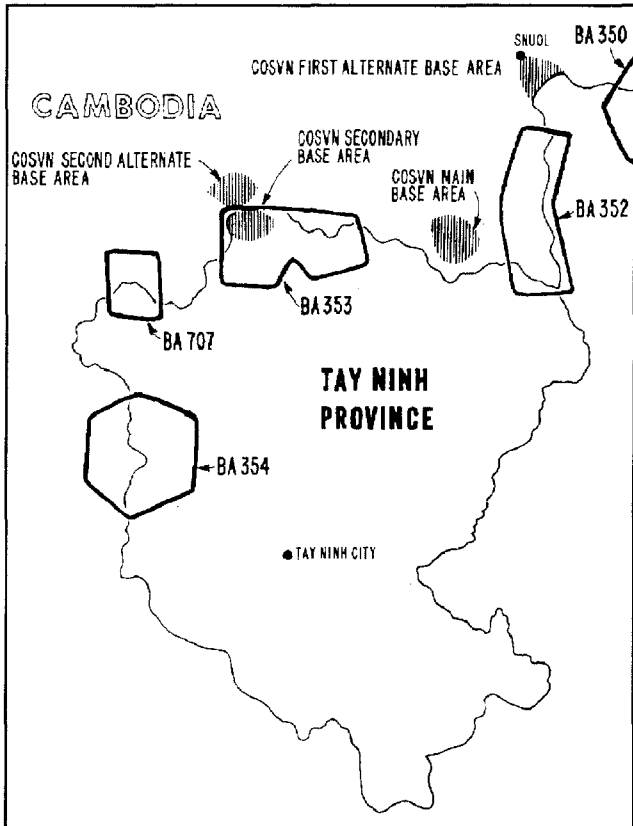 SNUOL
BA 350
COSVN FIRST ALTERNATE BASE AREA
CAMBODIA
COSVN SECOND ALTERNATE
BASE AREA
COSVN SECONDARY
BASE AREA
COSVN MAIN
BASE AREA
BA 352
BA 353
BA 707
TAY NINH
PROVINCE
BA 354
TAY NINH CITY